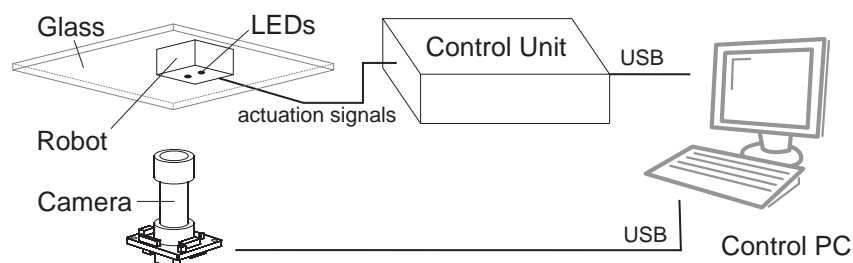 Glass
LEDs
Control Unit
USB
actuation signals
Robot
Camera
USB
Control PC